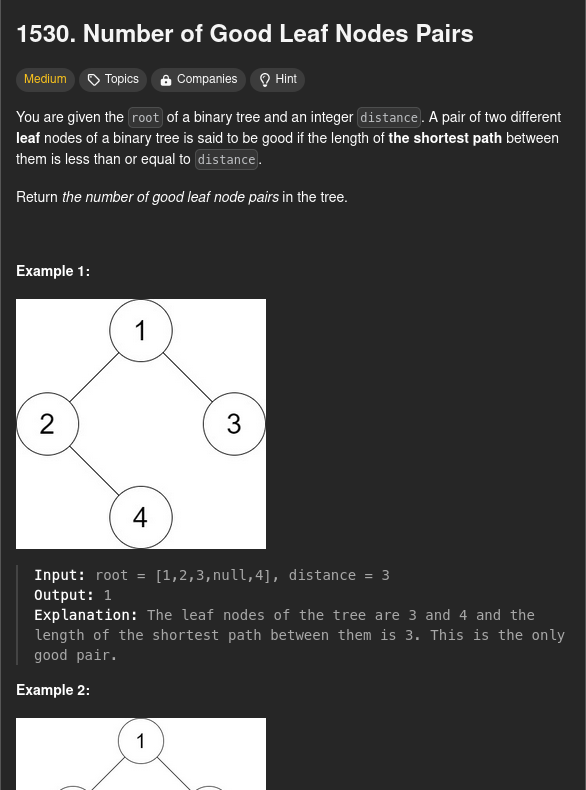 1530. Number of Good Leaf Nodes Pairs
Medium Topics Companies Hint
You are given the root of a binary tree and an integer distance. A pair of two different
leaf nodes of a binary tree is said to be good if the length of the shortest path between
them is less than or equal to distance.
Return the number of good leaf node pairs in the tree.
Example 1:
1
2 3
4
Input: root = [1,2,3,null,4], distance = 3
Output: 1
Explanation: The leaf nodes of the tree are 3 and 4 and the
length of the shortest path between them is 3. This is the only
good pair.
Example 2:
1